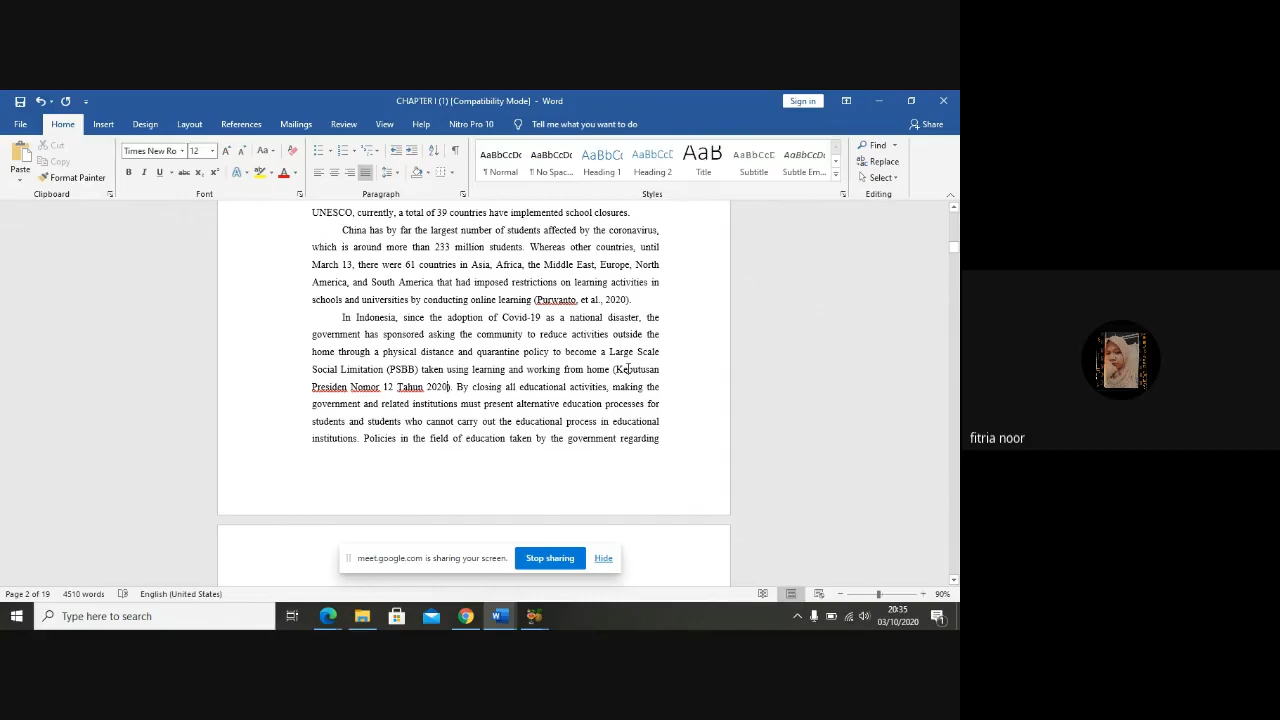 CHAPTER I (1) [Compatibility Mode] - Word
Sign in
File Home Insert Design Layout References Mailings Review View Help Nitro Pro 10 Tell me what you want to do Share
Paste
Cut
Copy
Format Painter
Clipboard
Times New Ro 12
Font
Paragraph
AaBbCcDc AaBbCcDc AaBbC AaBbCcD AaB AaBbCcD AaBbCcDc
¶ Normal ¶ No Spac... Heading 1 Heading 2 Title Subtitle Subtle Em...
Styles
Find
Replace
Select
Editing
UNESCO, currently, a total of 39 countries have implemented school closures.
China has by far the largest number of students affected by the coronavirus,
which is around more than 233 million students. Whereas other countries, until
March 13, there were 61 countries in Asia, Africa, the Middle East, Europe, North
America, and South America that had imposed restrictions on learning activities in
schools and universities by conducting online learning (Purwanto, et al., 2020).
In Indonesia, since the adoption of Covid-19 as a national disaster, the
government has sponsored asking the community to reduce activities outside the
home through a physical distance and quarantine policy to become a Large Scale
Social Limitation (PSBB) taken using learning and working from home (Keputusan
Presiden Nomor 12 Tahun 2020). By closing all educational activities, making the
government and related institutions must present alternative education processes for
students and students who cannot carry out the educational process in educational
institutions. Policies in the field of education taken by the government regarding
meet.google.com is sharing your screen. Stop sharing Hide
Page 2 of 19 4510 words English (United States) 90%
Type here to search
20:35
03/10/2020
fitria noor